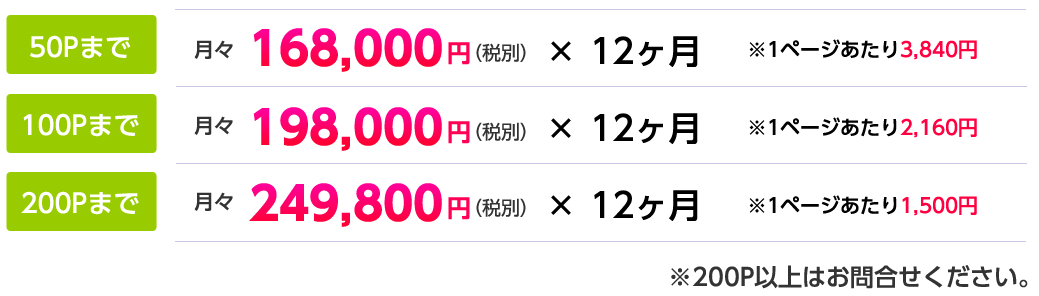 50Pまで 月々 168,000円(税別) × 12ヶ月 ※1ページあたり3,840円
100Pまで 月々 198,000円(税別) × 12ヶ月 ※1ページあたり2,160円
200Pまで 月々 249,800円(税別) × 12ヶ月 ※1ページあたり1,500円
※200P以上はお問合せください。